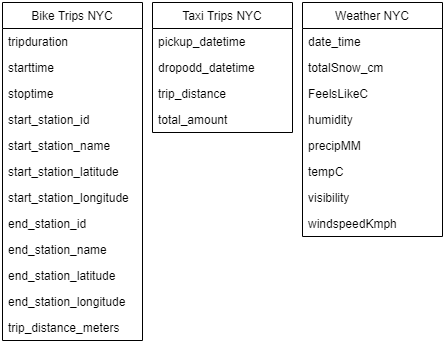 Bike Trips NYC
tripduration
starttime
stoptime
start_station_id
start_station_name
start_station_latitude
start_station_longitude
end_station_id
end_station_name
end_station_latitude
end_station_longitude
trip_distance_meters
Taxi Trips NYC
pickup_datetime
dropodd_datetime
trip_distance
total_amount
Weather NYC
date_time
totalSnow_cm
FeelsLikeC
humidity
precipMM
tempC
visibility
windspeedKmph